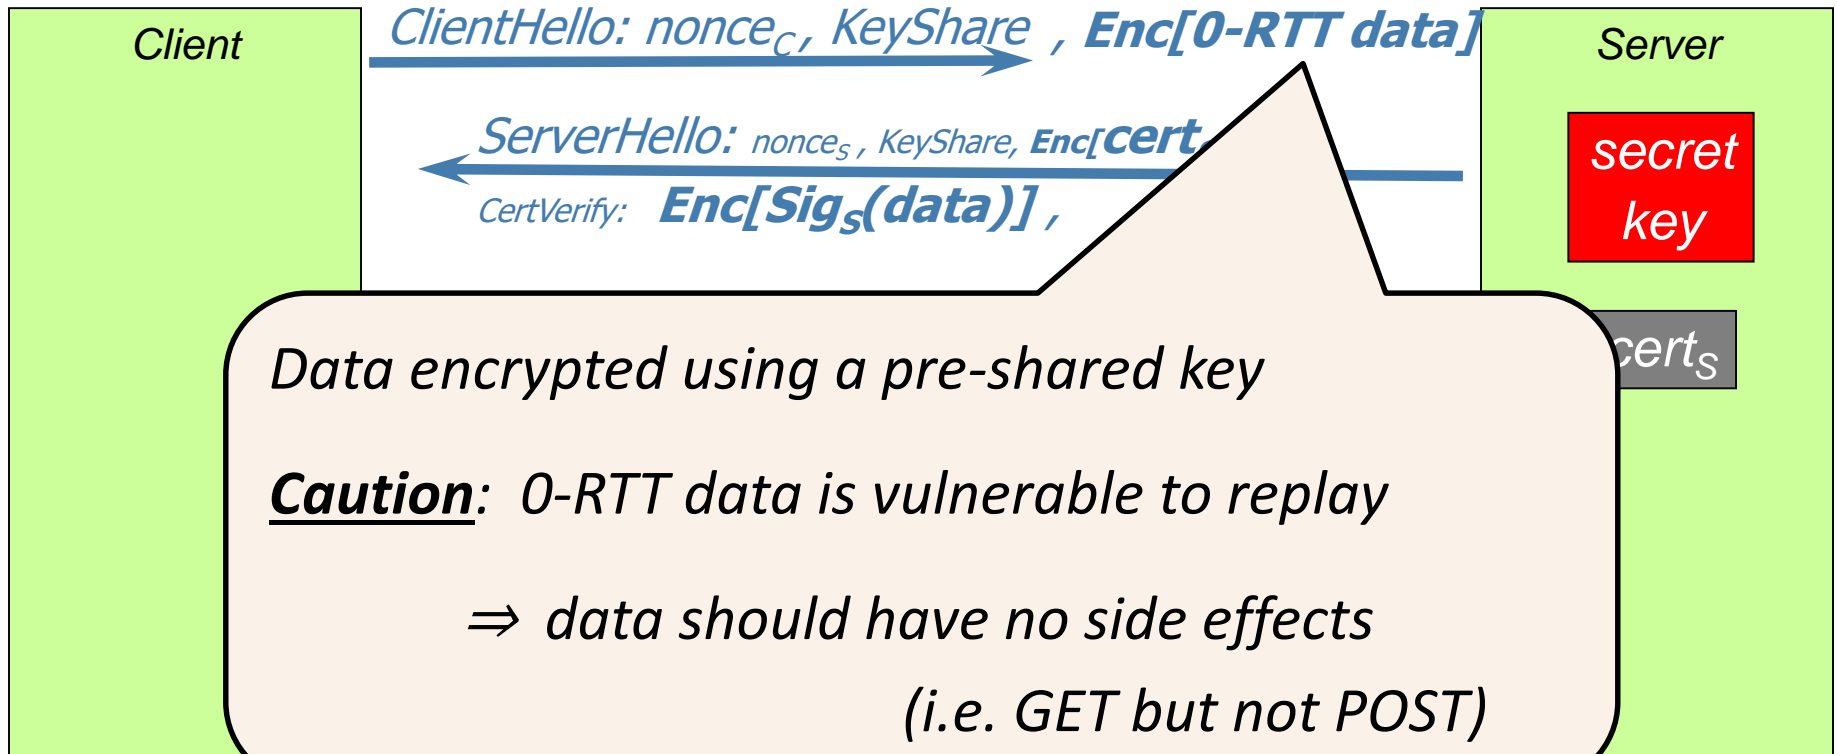 Client
ClientHello: nonceC, KeyShare , Enc[0-RTT data]
Server
ServerHello: nonceS , KeyShare, Enc[cert
secret
key
CertVerify: Enc[SigS(data)] ,
certS
Data encrypted using a pre-shared key
Caution: 0-RTT data is vulnerable to replay
⇒ data should have no side effects
(i.e. GET but not POST)